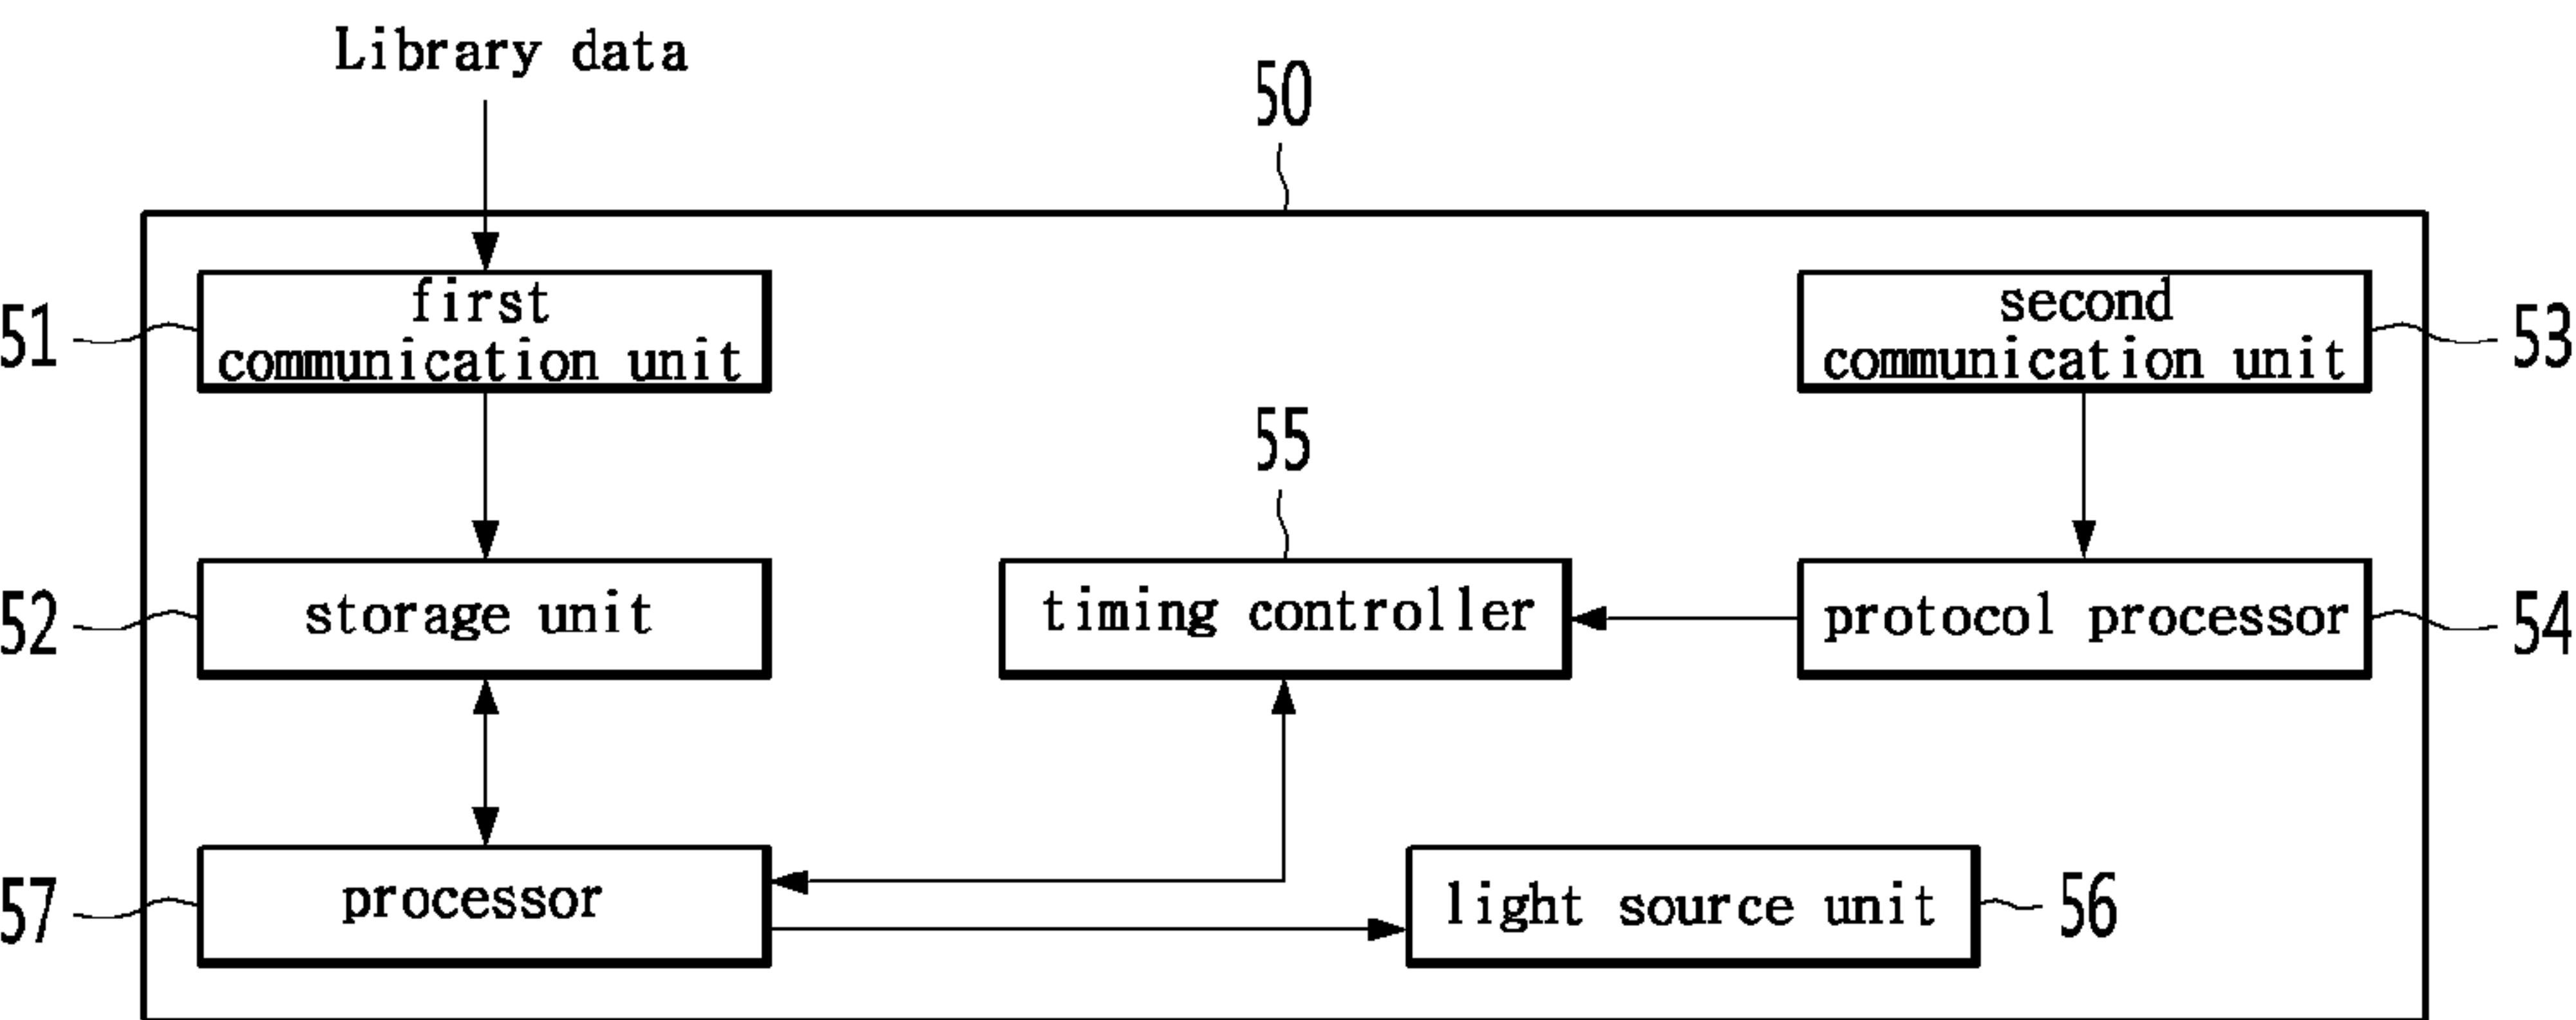 Library data
50
first
communication unit
51
second
communication unit
53
55
storage unit
52
timing controller
protocol processor
54
processor
57
light source unit
56